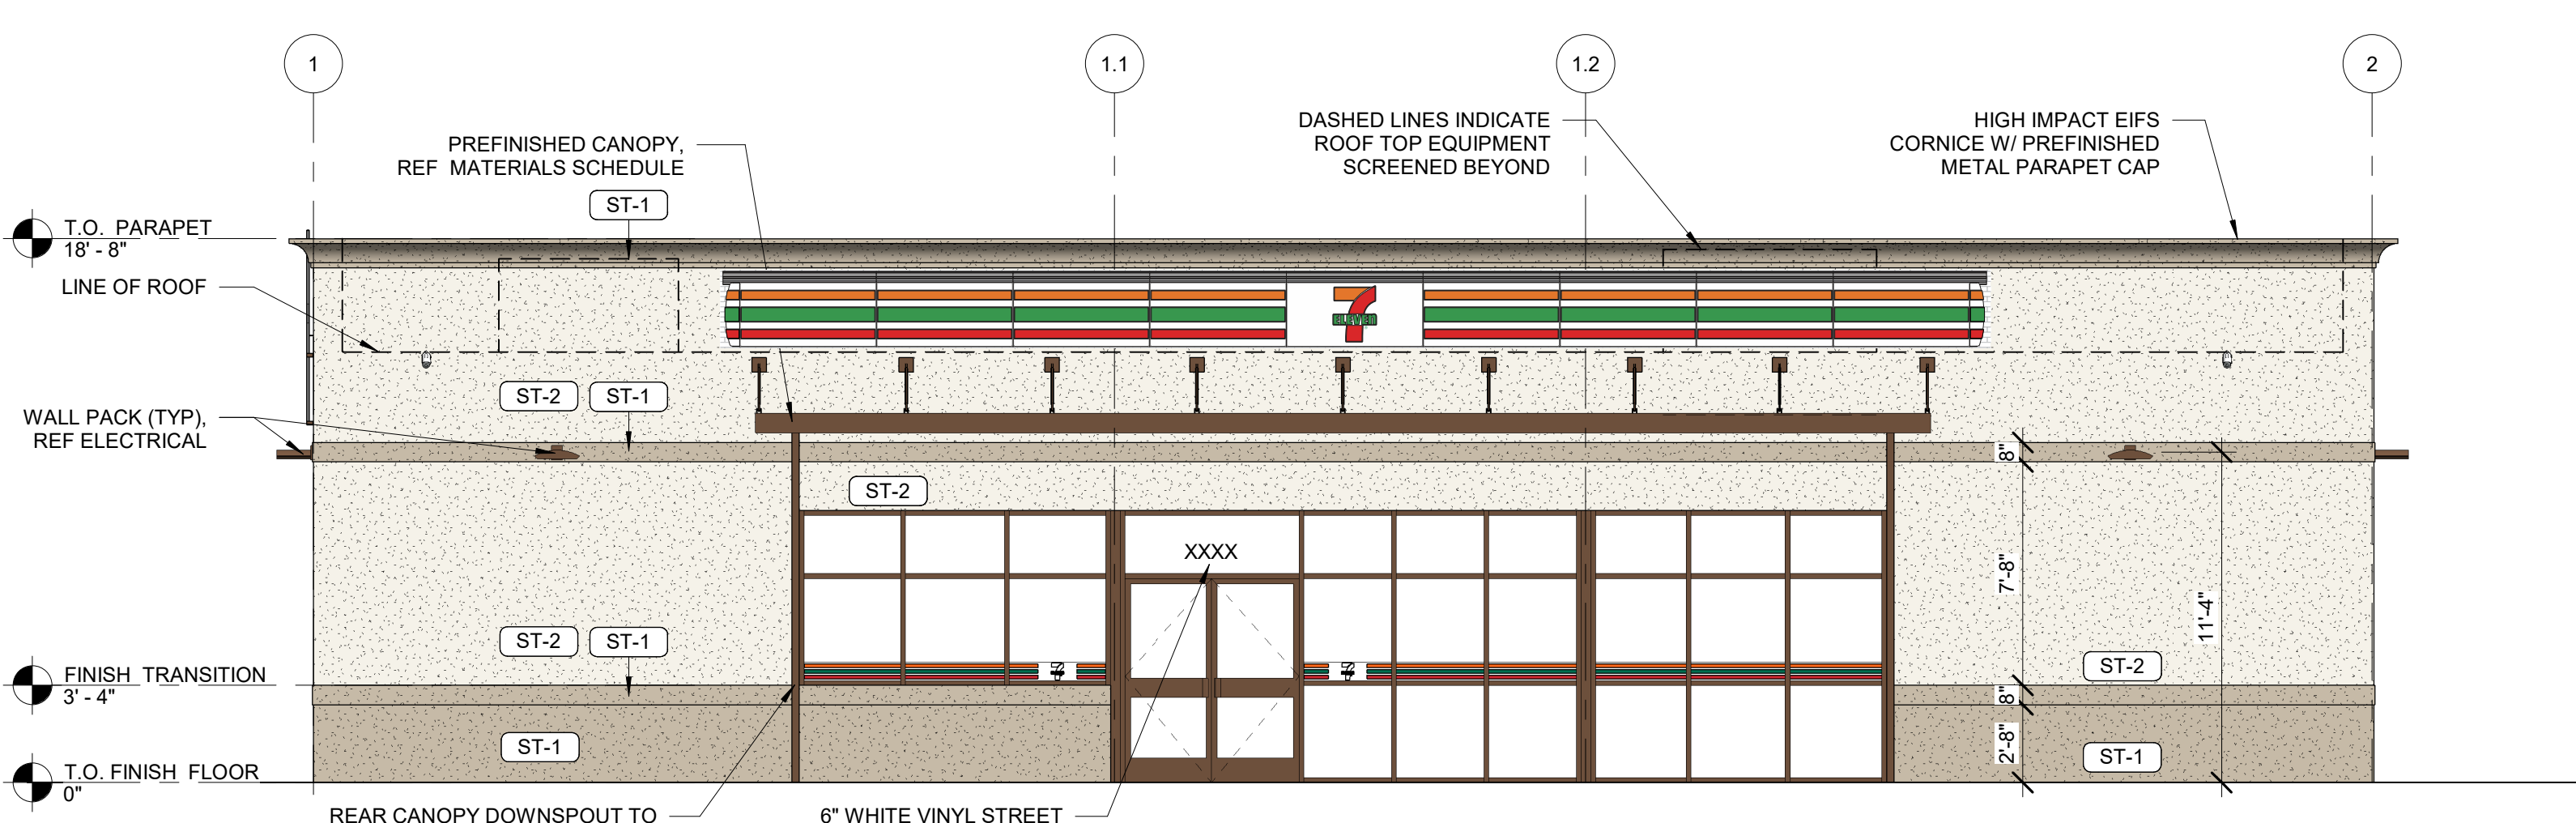 1
1.1
1.2
2
PREFINISHED CANOPY,
REF MATERIALS SCHEDULE
DASHED LINES INDICATE
ROOF TOP EQUIPMENT
SCREENED BEYOND
HIGH IMPACT EIFS
CORNICE W/ PREFINISHED
METAL PARAPET CAP
ST-1
T.O. PARAPET
18' - 8"
LINE OF ROOF
7
ELEVEN
ST-2
ST-1
WALL PACK (TYP),
REF ELECTRICAL
8"
ST-2
XXXX
7'-8"
11'-4"
ST-2
ST-1
ST-2
FINISH TRANSITION
3' - 4"
8"
ST-1
2'-8"
ST-1
T.O. FINISH FLOOR
0"
REAR CANOPY DOWNSPOUT TO
6" WHITE VINYL STREET